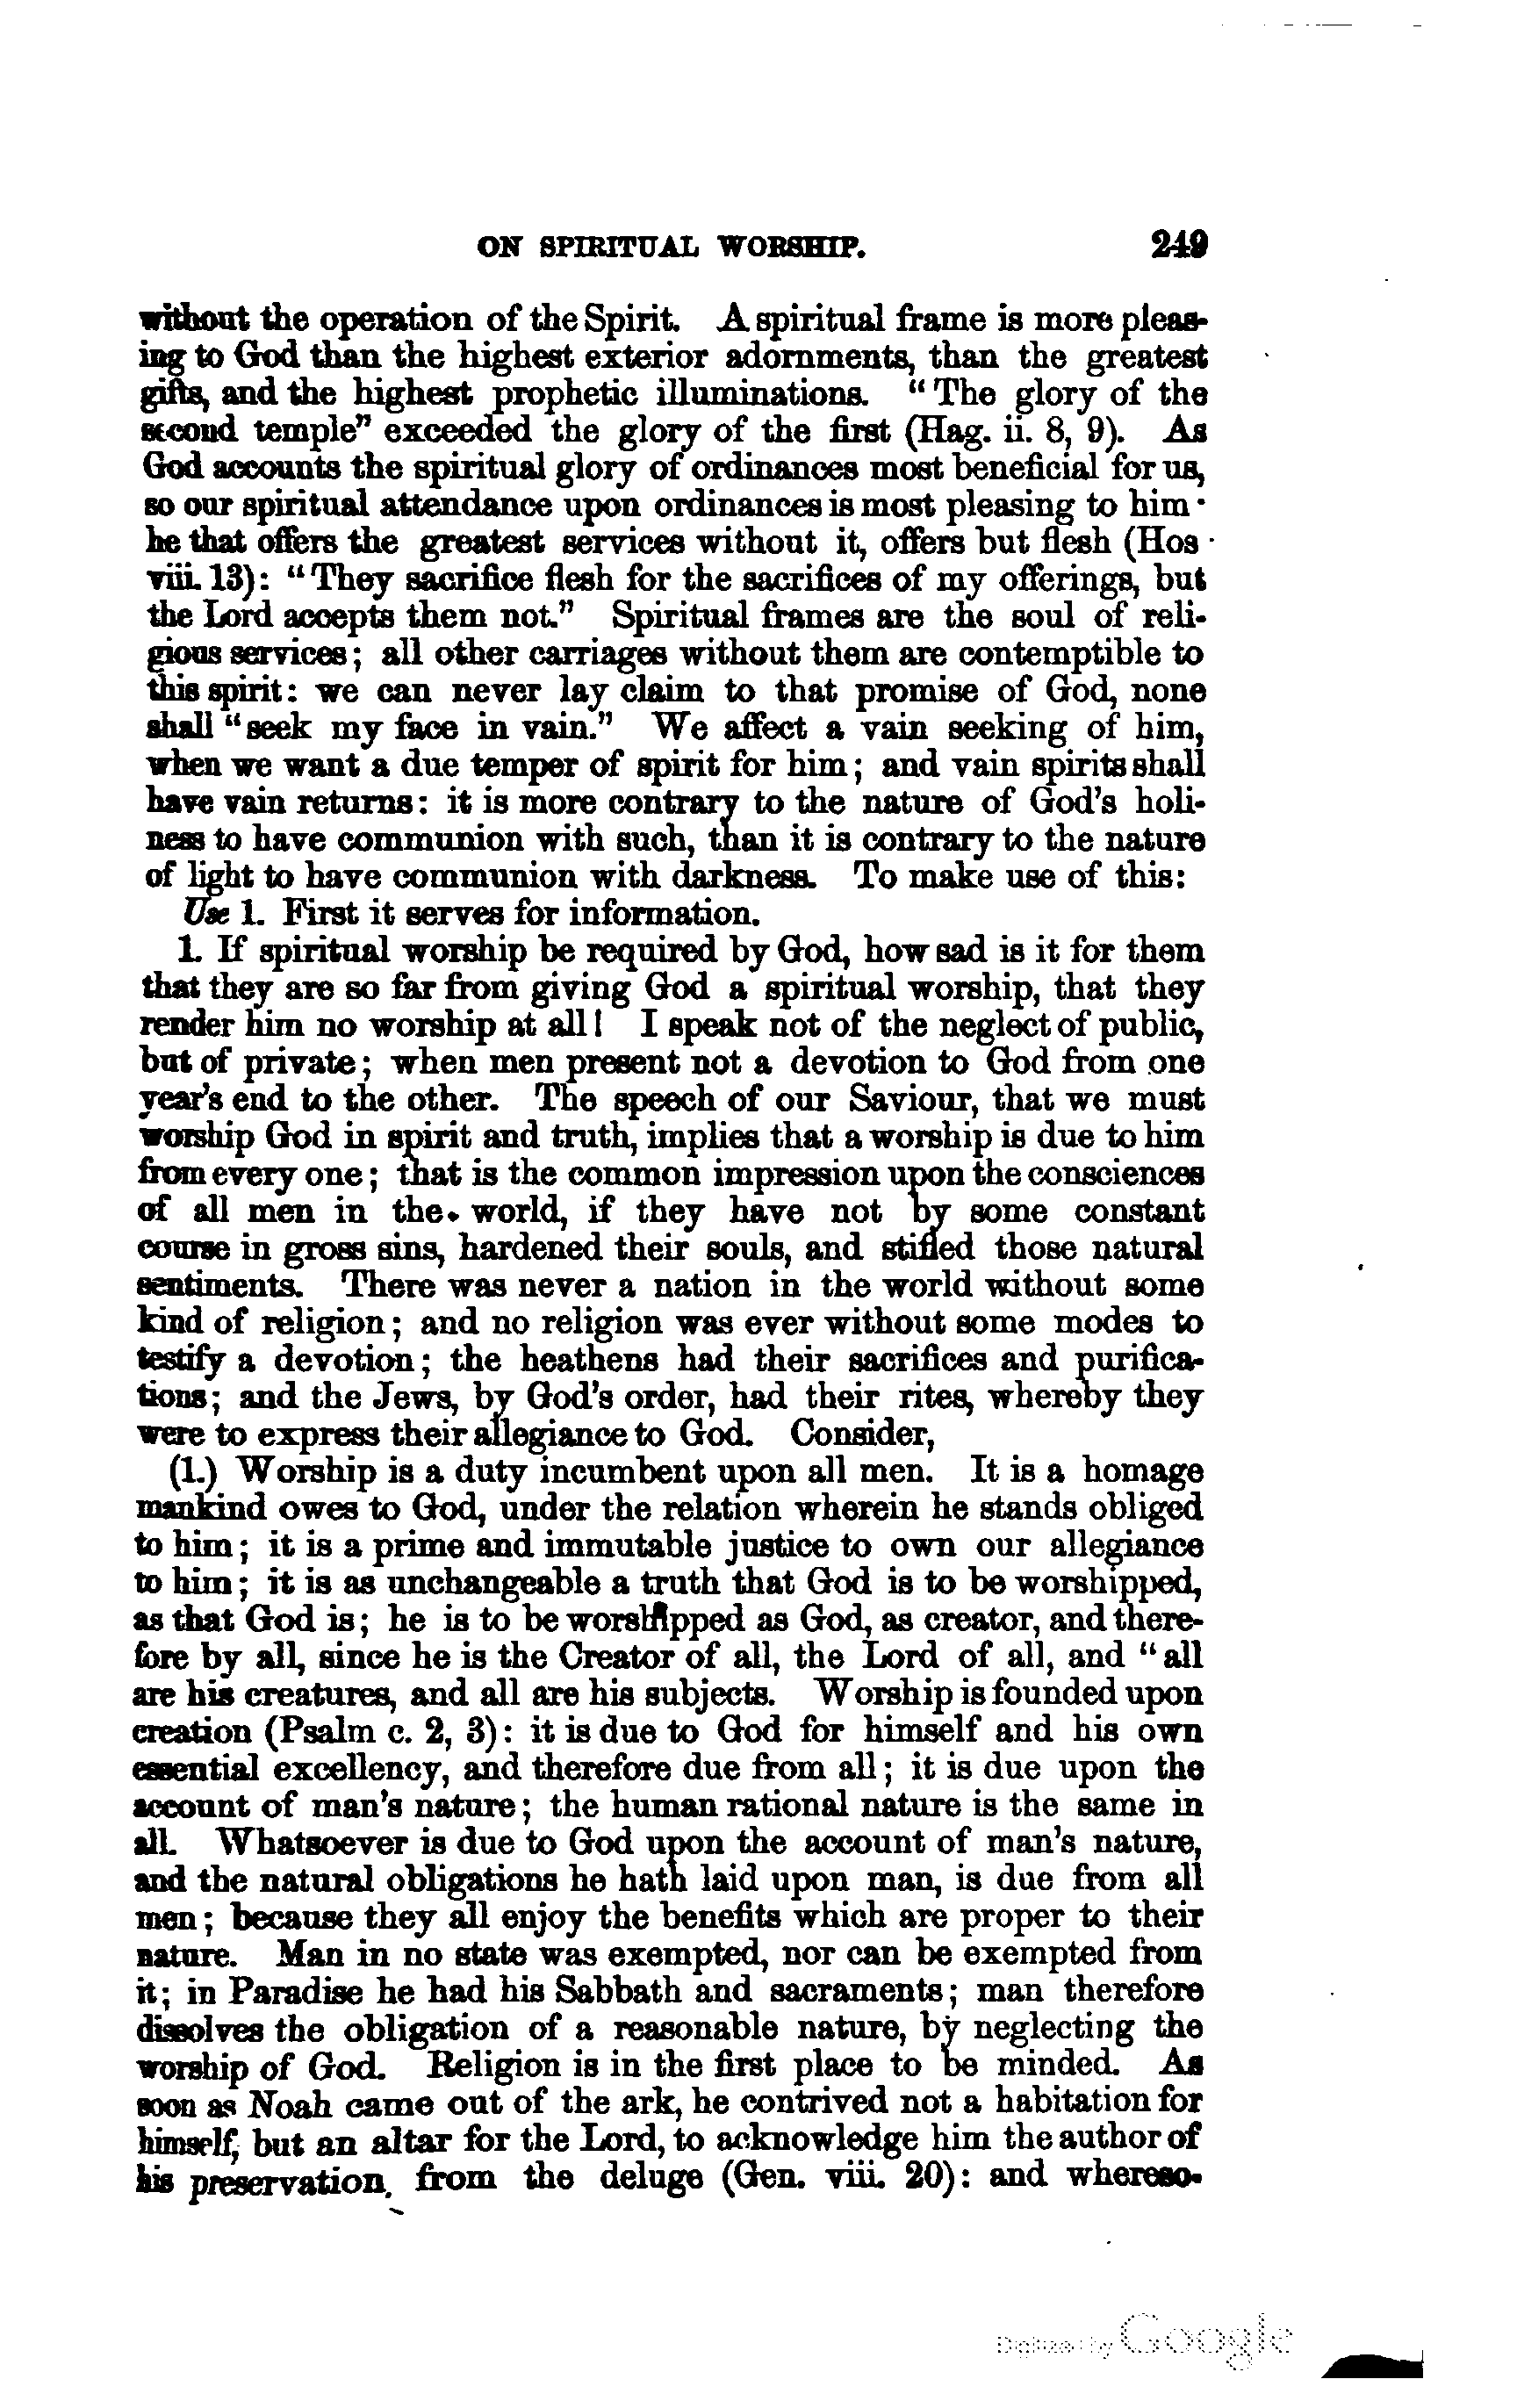 ON SPIRITUAL WORSHIP. 249
without the operation of the Spirit. A spiritual frame is more pleas-
ing to God than the highest exterior adornments, than the greatest
gifts, and the highest prophetic illuminations. “The glory of the
second temple” exceeded the glory of the first (Hag. ii. 8, 9). As
God accounts the spiritual glory of ordinances most beneficial for us,
so our spiritual attendance upon ordinances is most pleasing to him·
he that offers the greatest services without it, offers but flesh (Hos·
viii. 13): “They sacrifice flesh for the sacrifices of my offerings, but
the Lord accepts them not.” Spiritual frames are the soul of reli-
gious services; all other carriages without them are contemptible to
this spirit: we can never lay claim to that promise of God, none
shall “seek my face in vain.” We affect a vain seeking of him,
when we want a due temper of spirit for him; and vain spirits shall
have vain returns: it is more contrary to the nature of God's holi-
ness to have communion with such, than it is contrary to the nature
of light to have communion with darkness. To make use of this:
Use 1. First it serves for information.
1. If spiritual worship be required by God, how sad is it for them
that they are so far from giving God a spiritual worship, that they
render him no worship at all! I speak not of the neglect of public,
but of private; when men present not a devotion to God from one
year's end to the other. The speech of our Saviour, that we must
worship God in spirit and truth, implies that a worship is due to him
from every one; that is the common impression upon the consciences
of all men in the world, if they have not by some constant
course in gross sins, hardened their souls, and stifled those natural
sentiments. There was never a nation in the world without some
kind of religion; and no religion was ever without some modes to
testify a devotion; the heathens had their sacrifices and purifica-
tions; and the Jews, by God's order, had their rites, whereby they
were to express their allegiance to God. Consider,
(1.) Worship is a duty incumbent upon all men. It is a homage
mankind owes to God, under the relation wherein he stands obliged
to him; it is a prime and immutable justice to own our allegiance
to him; it is as unchangeable a truth that God is to be worshipped,
as that God is; he is to be worshipped as God, as creator, and there-
fore by all, since he is the Creator of all, the Lord of all, and “all
are his creatures, and all are his subjects. Worship is founded upon
creation (Psalm c. 2, 3): it is due to God for himself and his own
essential excellency, and therefore due from all; it is due upon the
account of man's nature; the human rational nature is the same in
all. Whatsoever is due to God upon the account of man's nature,
and the natural obligations he hath laid upon man, is due from all
men; because they all enjoy the benefits which are proper to their
nature. Man in no state was exempted, nor can be exempted from
it; in Paradise he had his Sabbath and sacraments; man therefore
dissolves the obligation of a reasonable nature, by neglecting the
worship of God. Religion is in the first place to be minded. As
soon as Noah came out of the ark, he contrived not a habitation for
himself, but an altar for the Lord, to acknowledge him the author of
his preservation from the deluge (Gen. viii. 20): and whereso-
Digitized by Google